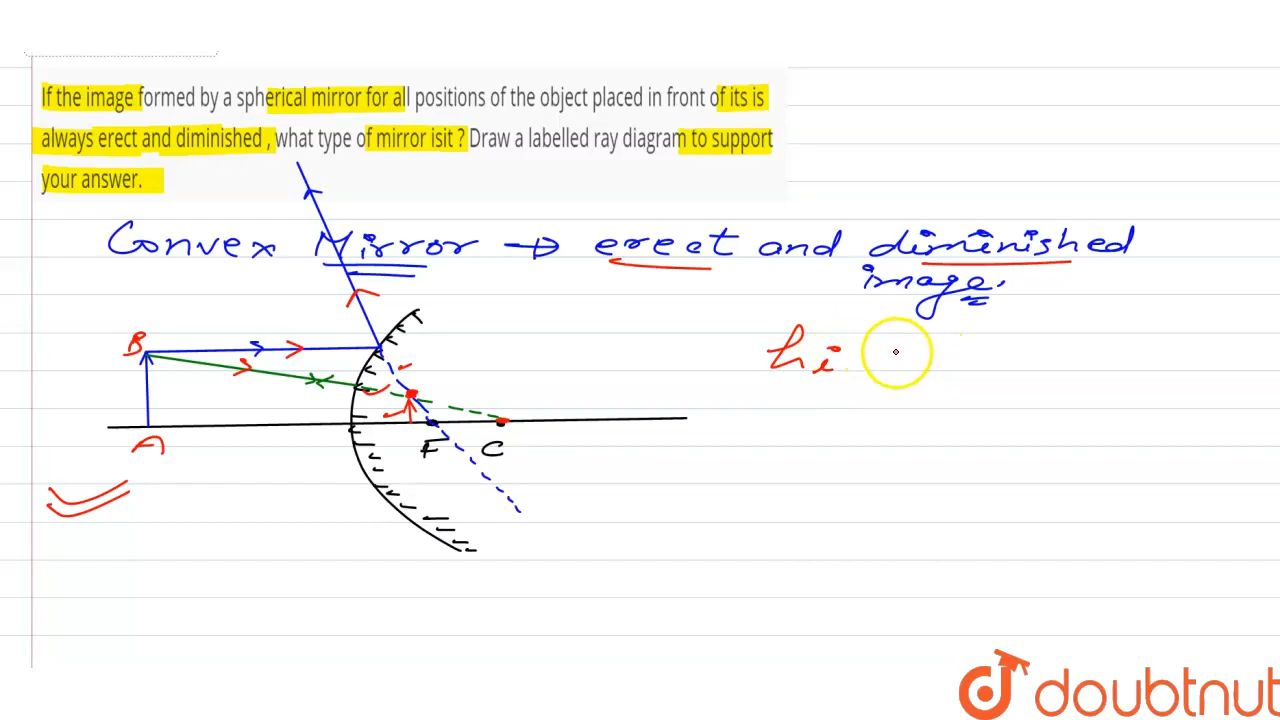 If the image formed by a spherical mirror for all positions of the object placed in front of its is
always erect and diminished , what type of mirror isit ? Draw a labelled ray diagram to support
your answer.
Convex Mirror → erect and diminished
image.
hi
B
A
F
C
doubtnut